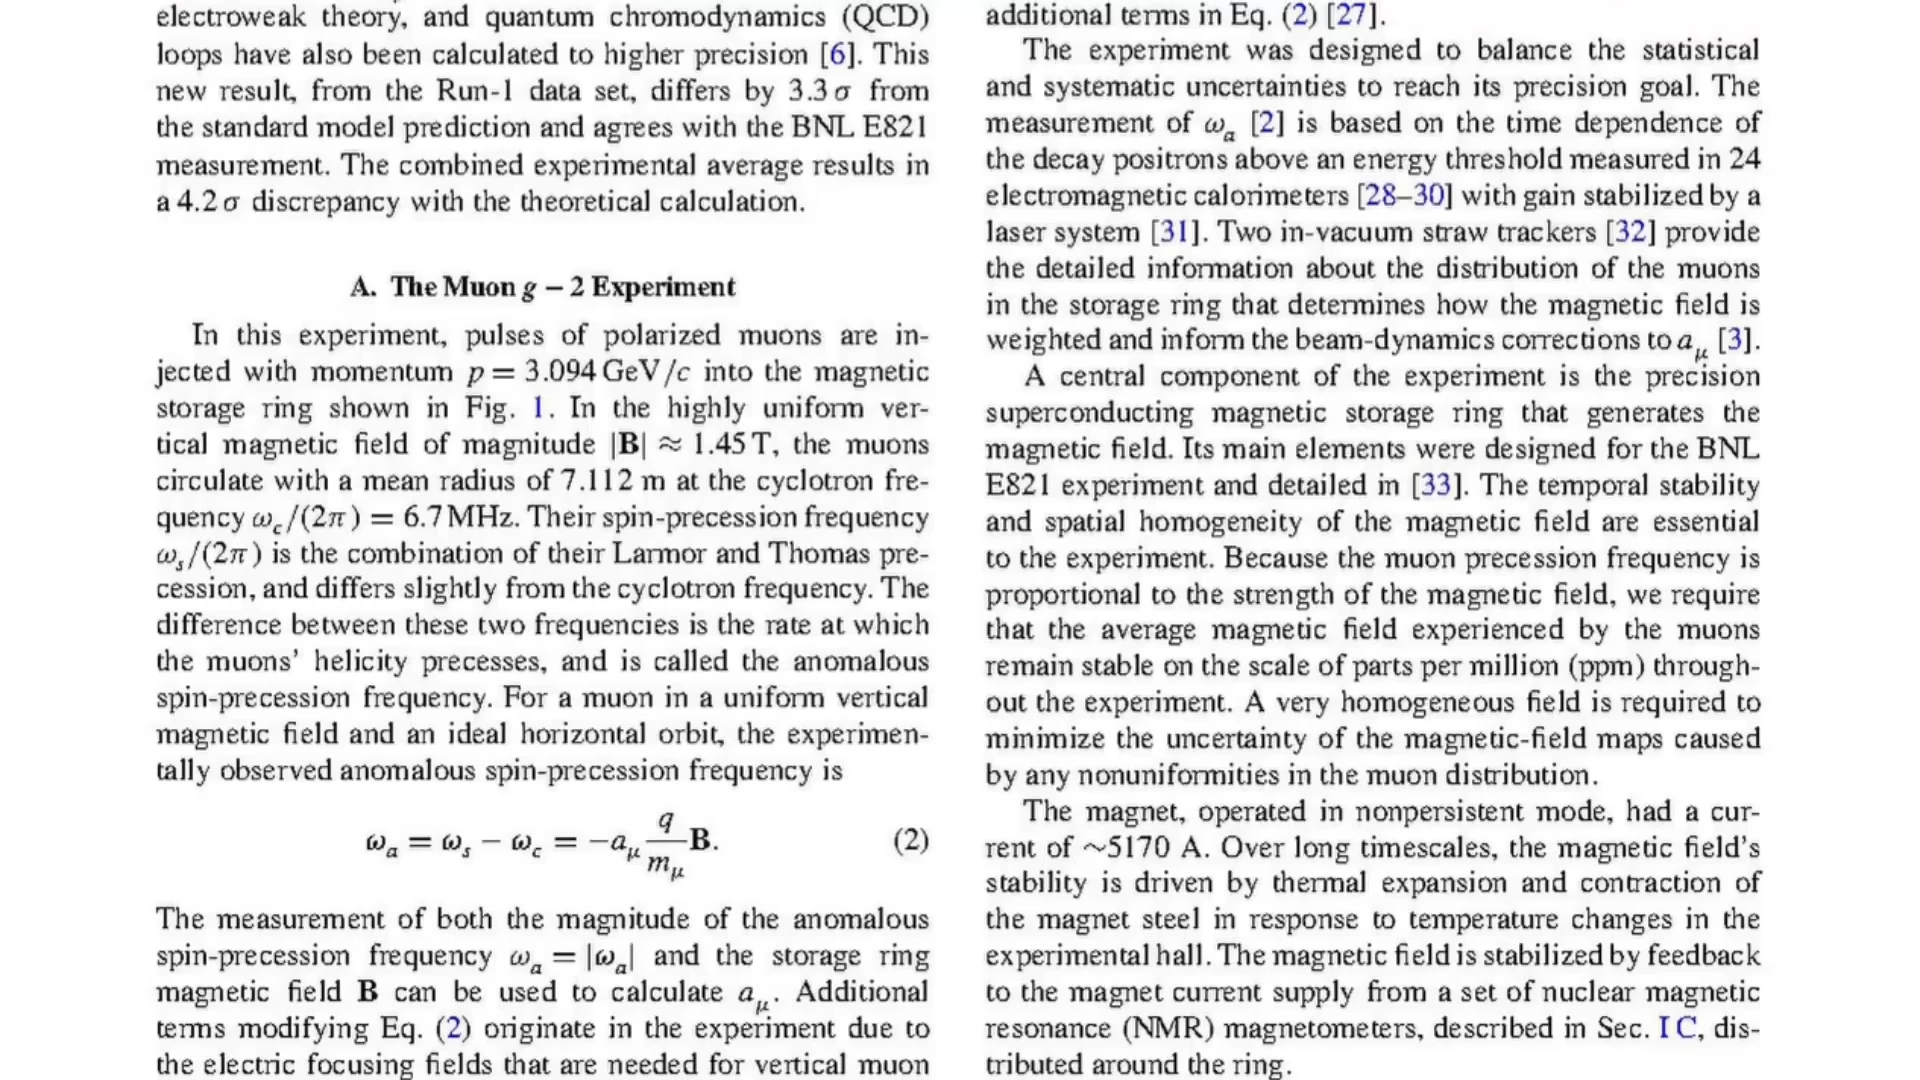 electroweak theory, and quantum chromodynamics (QCD)
loops have also been calculated to higher precision [6]. This
new result, from the Run-1 data set, differs by 3.3 σ from
the standard model prediction and agrees with the BNL E821
measurement. The combined experimental average results in
a 4.2 σ discrepancy with the theoretical calculation.
A. The Muon g − 2 Experiment
In this experiment, pulses of polarized muons are in-
jected with momentum p = 3.094 GeV/c into the magnetic
storage ring shown in Fig. 1. In the highly uniform ver-
tical magnetic field of magnitude |B| ≈ 1.45 T, the muons
circulate with a mean radius of 7.112 m at the cyclotron fre-
quency ω_c/(2π) = 6.7 MHz. Their spin-precession frequency
ω_s/(2π) is the combination of their Larmor and Thomas pre-
cession, and differs slightly from the cyclotron frequency. The
difference between these two frequencies is the rate at which
the muons' helicity precesses, and is called the anomalous
spin-precession frequency. For a muon in a uniform vertical
magnetic field and an ideal horizontal orbit, the experimen-
tally observed anomalous spin-precession frequency is
ω_a = ω_s − ω_c = −a_μ q/m_μ B. (2)
The measurement of both the magnitude of the anomalous
spin-precession frequency ω_a = |ω_a| and the storage ring
magnetic field B can be used to calculate a_μ. Additional
terms modifying Eq. (2) originate in the experiment due to
the electric focusing fields that are needed for vertical muon
additional terms in Eq. (2) [27].
The experiment was designed to balance the statistical
and systematic uncertainties to reach its precision goal. The
measurement of ω_a [2] is based on the time dependence of
the decay positrons above an energy threshold measured in 24
electromagnetic calorimeters [28–30] with gain stabilized by a
laser system [31]. Two in-vacuum straw trackers [32] provide
the detailed information about the distribution of the muons
in the storage ring that determines how the magnetic field is
weighted and inform the beam-dynamics corrections to a_μ [3].
A central component of the experiment is the precision
superconducting magnetic storage ring that generates the
magnetic field. Its main elements were designed for the BNL
E821 experiment and detailed in [33]. The temporal stability
and spatial homogeneity of the magnetic field are essential
to the experiment. Because the muon precession frequency is
proportional to the strength of the magnetic field, we require
that the average magnetic field experienced by the muons
remain stable on the scale of parts per million (ppm) through-
out the experiment. A very homogeneous field is required to
minimize the uncertainty of the magnetic-field maps caused
by any nonuniformities in the muon distribution.
The magnet, operated in nonpersistent mode, had a cur-
rent of ~5170 A. Over long timescales, the magnetic field's
stability is driven by thermal expansion and contraction of
the magnet steel in response to temperature changes in the
experimental hall. The magnetic field is stabilized by feedback
to the magnet current supply from a set of nuclear magnetic
resonance (NMR) magnetometers, described in Sec. I C, dis-
tributed around the ring.